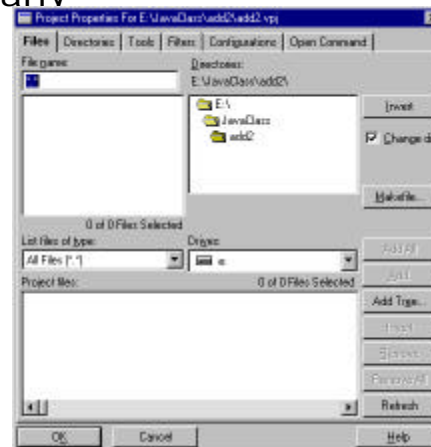 Project Properties For E:\JavaClass\add2\add2.vpj
Files Directories Tools Filters Configurations Open Command
File name:
*.*
Directories:
E:\JavaClass\add2\
E:\
JavaClass
add2
Invert
Change di
Makefile...
0 of 0 Files Selected
List files of type:
All Files (*.*)
Drives:
e:
Add All
Add
Project files:
0 of 0 Files Selected
Add Tree...
Invert
Remove
Remove All
Refresh
OK
Cancel
Help